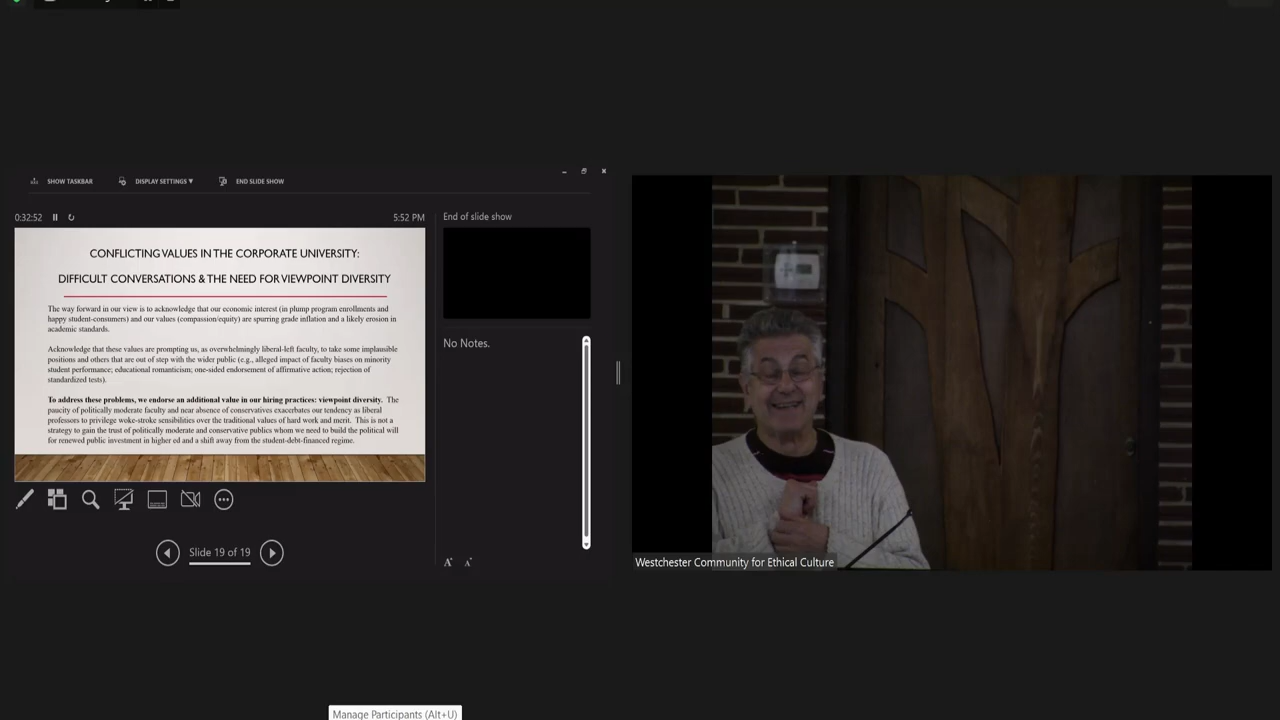 SHOW TASKBAR DISPLAY SETTINGS ▼ END SLIDE SHOW
0:32:52 5:52 PM
CONFLICTING VALUES IN THE CORPORATE UNIVERSITY:
DIFFICULT CONVERSATIONS & THE NEED FOR VIEWPOINT DIVERSITY
The way forward in our view is to acknowledge that our economic interest (in plump program enrollments and
happy student-consumers) and our values (compassion/equity) are spurring grade inflation and a likely erosion in
academic standards.
Acknowledge that these values are prompting us, as overwhelmingly liberal-left faculty, to take some implausible
positions and others that are out of step with the wider public (e.g., alleged impact of faculty biases on minority
student performance; educational romanticism; one-sided endorsement of affirmative action; rejection of
standardized tests).
To address these problems, we endorse an additional value in our hiring practices: viewpoint diversity. The
paucity of politically moderate faculty and near absence of conservatives exacerbates our tendency as liberal
professors to privilege woke-stroke sensibilities over the traditional values of hard work and merit. This is not a
strategy to gain the trust of politically moderate and conservative publics whom we need to build the political will
for renewed public investment in higher ed and a shift away from the student-debt-financed regime.
Slide 19 of 19
End of slide show
No Notes.
A A
Westchester Community for Ethical Culture
Manage Participants (Alt+U)